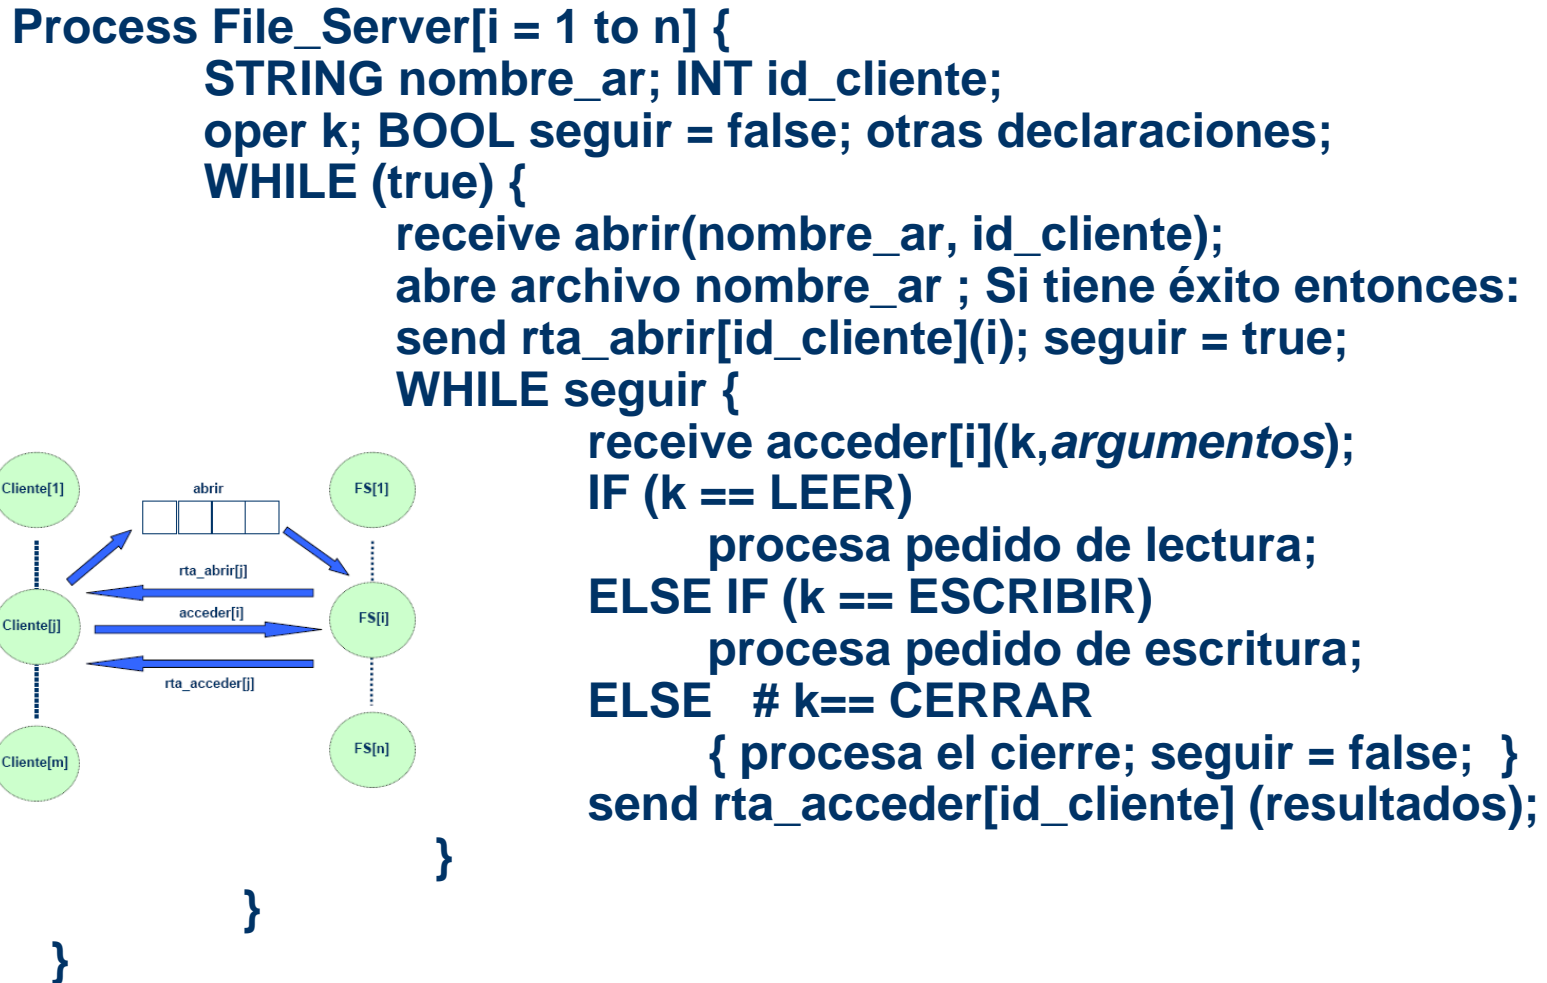 Process File_Server[i = 1 to n] {
STRING nombre_ar; INT id_cliente;
oper k; BOOL seguir = false; otras declaraciones;
WHILE (true) {
receive abrir(nombre_ar, id_cliente);
abre archivo nombre_ar ; Si tiene éxito entonces:
send rta_abrir[id_cliente](i); seguir = true;
WHILE seguir {
receive acceder[i](k,argumentos);
IF (k == LEER)
procesa pedido de lectura;
ELSE IF (k == ESCRIBIR)
procesa pedido de escritura;
ELSE # k== CERRAR
{ procesa el cierre; seguir = false; }
send rta_acceder[id_cliente] (resultados);
}
}
}
Cliente[1]
abrir
FS[1]
rta_abrir[j]
Cliente[j]
acceder[i]
FS[i]
rta_acceder[j]
Cliente[m]
FS[n]